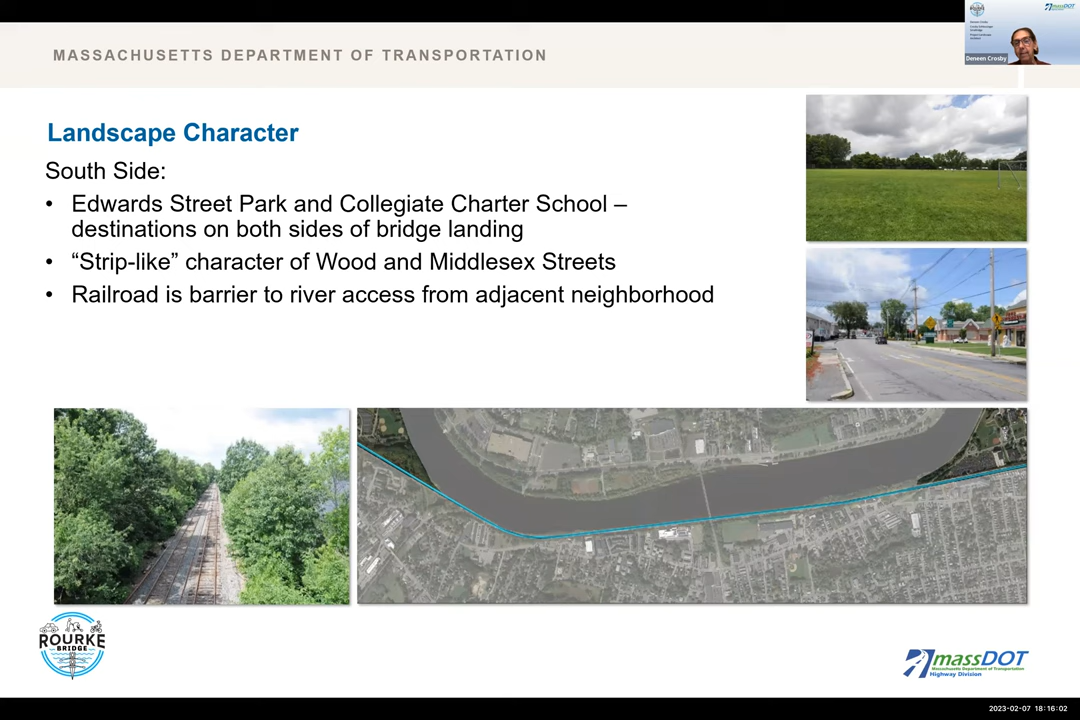 MASSACHUSETTS DEPARTMENT OF TRANSPORTATION
massDOT
Deneen Crosby
Landscape Character
South Side:
• Edwards Street Park and Collegiate Charter School –
destinations on both sides of bridge landing
• “Strip-like” character of Wood and Middlesex Streets
• Railroad is barrier to river access from adjacent neighborhood
ROURKE
BRIDGE
massDOT
Massachusetts Department of Transportation
Highway Division
2023-02-07 18:16:02